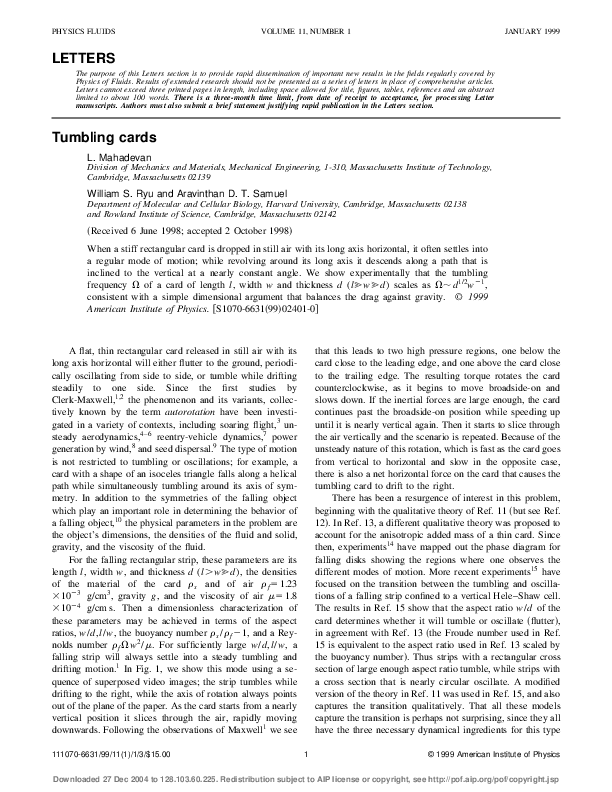 PHYSICS FLUIDS VOLUME 11, NUMBER 1 JANUARY 1999
LETTERS
The purpose of this Letters section is to provide rapid dissemination of important new results in the fields regularly covered by
Physics of Fluids. Results of extended research should not be presented as a series of letters in place of comprehensive articles.
Letters cannot exceed three printed pages in length, including space allowed for title, figures, tables, references and an abstract
limited to about 100 words. There is a three-month time limit, from date of receipt to acceptance, for processing Letter
manuscripts. Authors must also submit a brief statement justifying rapid publication in the Letters section.
Tumbling cards
L. Mahadevan
Division of Mechanics and Materials, Mechanical Engineering, 1-310, Massachusetts Institute of Technology,
Cambridge, Massachusetts 02139
William S. Ryu and Aravinthan D. T. Samuel
Department of Molecular and Cellular Biology, Harvard University, Cambridge, Massachusetts 02138
and Rowland Institute of Science, Cambridge, Massachusetts 02142
(Received 6 June 1998; accepted 2 October 1998)
When a stiff rectangular card is dropped in still air with its long axis horizontal, it often settles into
a regular mode of motion; while revolving around its long axis it descends along a path that is
inclined to the vertical at a nearly constant angle. We show experimentally that the tumbling
frequency Ω of a card of length l, width w and thickness d (l≫w≫d) scales as Ω~d^1/2w^−1,
consistent with a simple dimensional argument that balances the drag against gravity. © 1999
American Institute of Physics. [S1070-6631(99)02401-0]
A flat, thin rectangular card released in still air with its
long axis horizontal will either flutter to the ground, periodi-
cally oscillating from side to side, or tumble while drifting
steadily to one side. Since the first studies by
Clerk-Maxwell,1,2 the phenomenon and its variants, collec-
tively known by the term autorotation have been investi-
gated in a variety of contexts, including soaring flight,3 un-
steady aerodynamics,4–6 reentry-vehicle dynamics,7 power
generation by wind,8 and seed dispersal.9 The type of motion
is not restricted to tumbling or oscillations; for example, a
card with a shape of an isoceles triangle falls along a helical
path while simultaneously tumbling around its axis of sym-
metry. In addition to the symmetries of the falling object
which play an important role in determining the behavior of
a falling object,10 the physical parameters in the problem are
the object's dimensions, the densities of the fluid and solid,
gravity, and the viscosity of the fluid.
For the falling rectangular strip, these parameters are its
length l, width w, and thickness d (l>w≫d), the densities
of the material of the card ρs and of air ρf=1.23
×10−3 g/cm3, gravity g, and the viscosity of air μ=1.8
×10−4 g/cm s. Then a dimensionless characterization of
these parameters may be achieved in terms of the aspect
ratios, w/d,l/w, the buoyancy number ρs/ρf−1, and a Rey-
nolds number ρfΩw2/μ. For sufficiently large w/d,l/w, a
falling strip will always settle into a steady tumbling and
drifting motion.1 In Fig. 1, we show this mode using a se-
quence of superposed video images; the strip tumbles while
drifting to the right, while the axis of rotation always points
out of the plane of the page. As the card starts from a nearly
vertical position it slices through the air, rapidly moving
downwards. Following the observations of Maxwell1 we see
that this leads to two high pressure regions, one below the
card close to the leading edge, and one above the card close
to the trailing edge. The resulting torque rotates the card
counterclockwise, as it begins to move broadside-on and
slows down. If the inertial forces are large enough, the card
continues past the broadside-on position while speeding up
until it is nearly vertical again. Then it starts to slice through
the air vertically and the scenario is repeated. Because of the
unsteady nature of this rotation, which is fast as the card goes
from vertical to horizontal and slow in the opposite case,
there is also a net horizontal force on the card that causes the
tumbling card to drift to the right.
There has been a resurgence of interest in this problem,
beginning with the qualitative theory of Ref. 11 (but see Ref.
12). In Ref. 13, a different qualitative theory was proposed to
account for the anisotropic added mass of a thin card. Since
then, experiments14 have mapped out the phase diagram for
falling disks showing the regions where one observes the
different modes of motion. More recent experiments15 have
focused on the transition between the tumbling and oscilla-
tions of a falling strip confined to a vertical Hele–Shaw cell.
The results in Ref. 15 show that the aspect ratio w/d of the
card determines whether it will tumble or oscillate (flutter),
in agreement with Ref. 13 (the Froude number used in Ref.
15 is equivalent to the aspect ratio used in Ref. 13 scaled by
the buoyancy number). Thus strips with a rectangular cross
section of large enough aspect ratio tumble, while strips with
a cross section that is nearly circular oscillate. A modified
version of the theory in Ref. 11 was used in Ref. 15, and also
captures the transition qualitatively. That all these models
capture the transition is perhaps not surprising, since they all
have the three necessary dynamical ingredients for this type
111070-6631/99/11(1)/1/3/$15.00 1 © 1999 American Institute of Physics
Downloaded 27 Dec 2004 to 128.103.60.225. Redistribution subject to AIP license or copyright, see http://pof.aip.org/pof/copyright.jsp